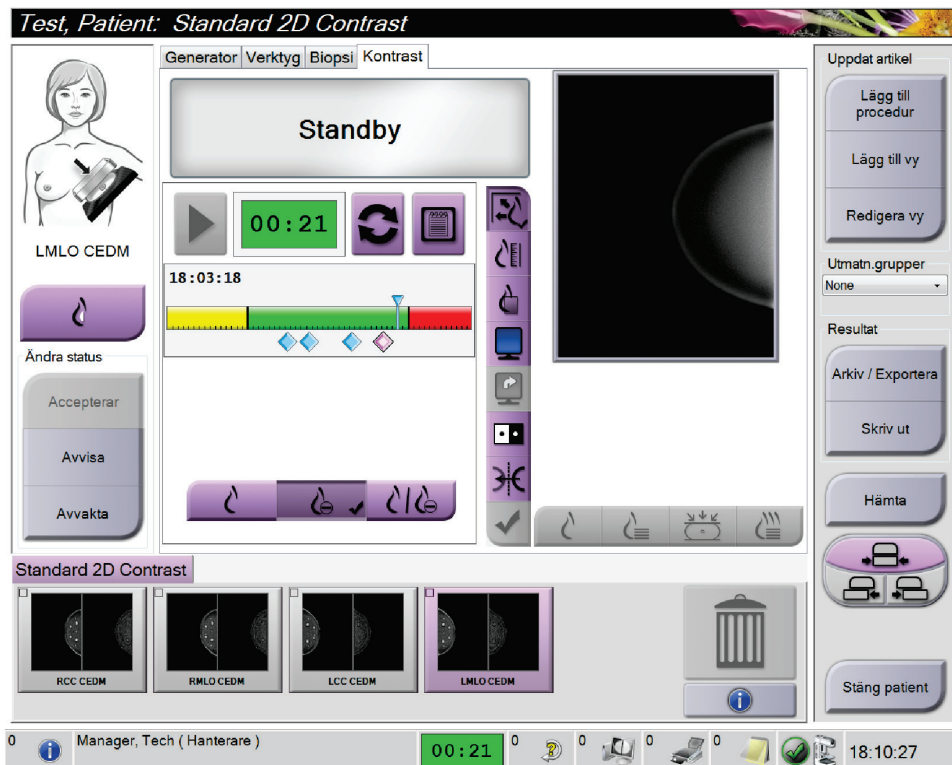 Test, Patient:  Standard 2D Contrast
Generator
Verktyg
Biopsi
Kontrast
LMLO CEDM
Ändra status
Accepterar
Avvisa
Avvakta
Standby
00:21
18:03:18
Uppdat artikel
Lägg till
procedur
Lägg till vy
Redigera vy
Utmatn.grupper
None
Resultat
Arkiv / Exportera
Skriv ut
Hämta
Stäng patient
Standard 2D Contrast
RCC CEDM
RMLO CEDM
LCC CEDM
LMLO CEDM
0
Manager, Tech ( Hanterare )
00:21
0
0
0
0
18:10:27